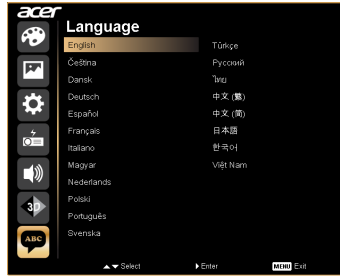 acer
Language
English
Čeština
Dansk
Deutsch
Español
Français
Italiano
Magyar
Nederlands
Polski
Português
Svenska
Türkçe
Русский
ไทย
中文 (繁)
中文 (简)
日本語
한국어
Việt Nam
3D
ABC
Select
Enter
MENU Exit